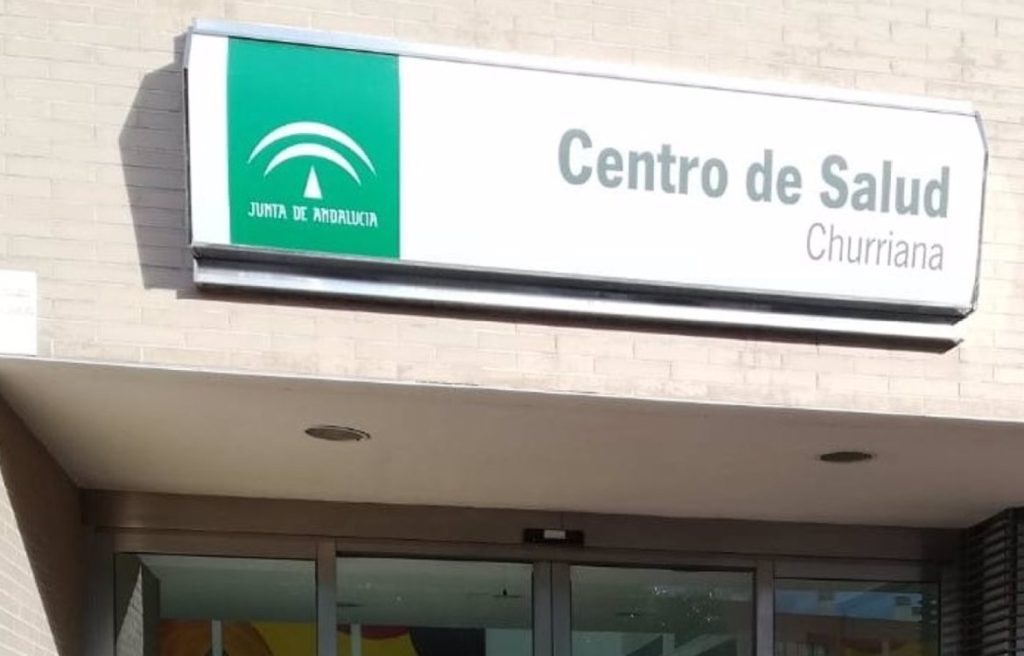 JUNTA DE ANDALUCIA
Centro de Salud
Churriana